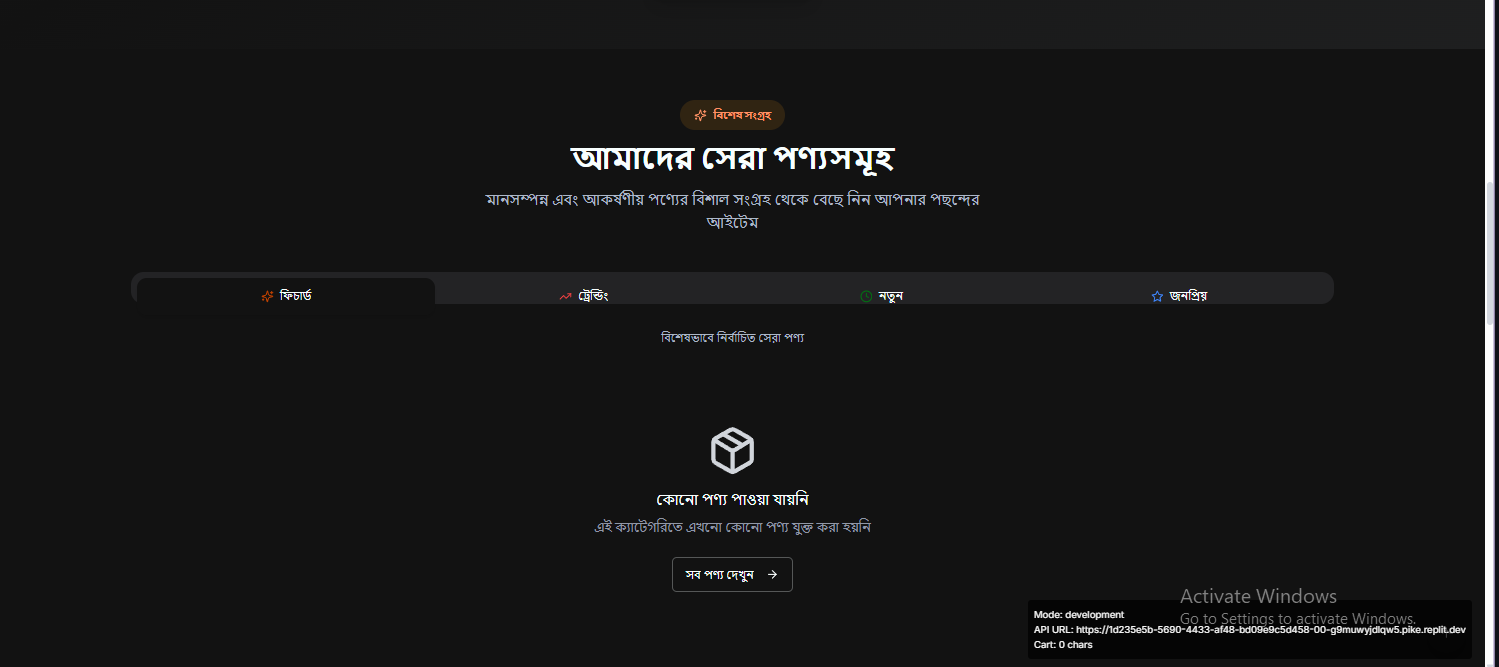 বিশেষ সংগ্রহ
আমাদের সেরা পণ্যসমূহ
মানসম্পন্ন এবং আকর্ষণীয় পণ্যের বিশাল সংগ্রহ থেকে বেছে নিন আপনার পছন্দের
আইটেম
ফিচার্ড
ট্রেন্ডিং
নতুন
জনপ্রিয়
বিশেষভাবে নির্বাচিত সেরা পণ্য
কোনো পণ্য পাওয়া যায়নি
এই ক্যাটেগরিতে এখনো কোনো পণ্য যুক্ত করা হয়নি
সব পণ্য দেখুন
Activate Windows
Go to Settings to activate Windows.
Mode: development
API URL: https://1d235e5b-5690-4433-af48-bd09e9c5d458-00-g9muwyjdlqw5.pike.replit.dev
Cart: 0 chars